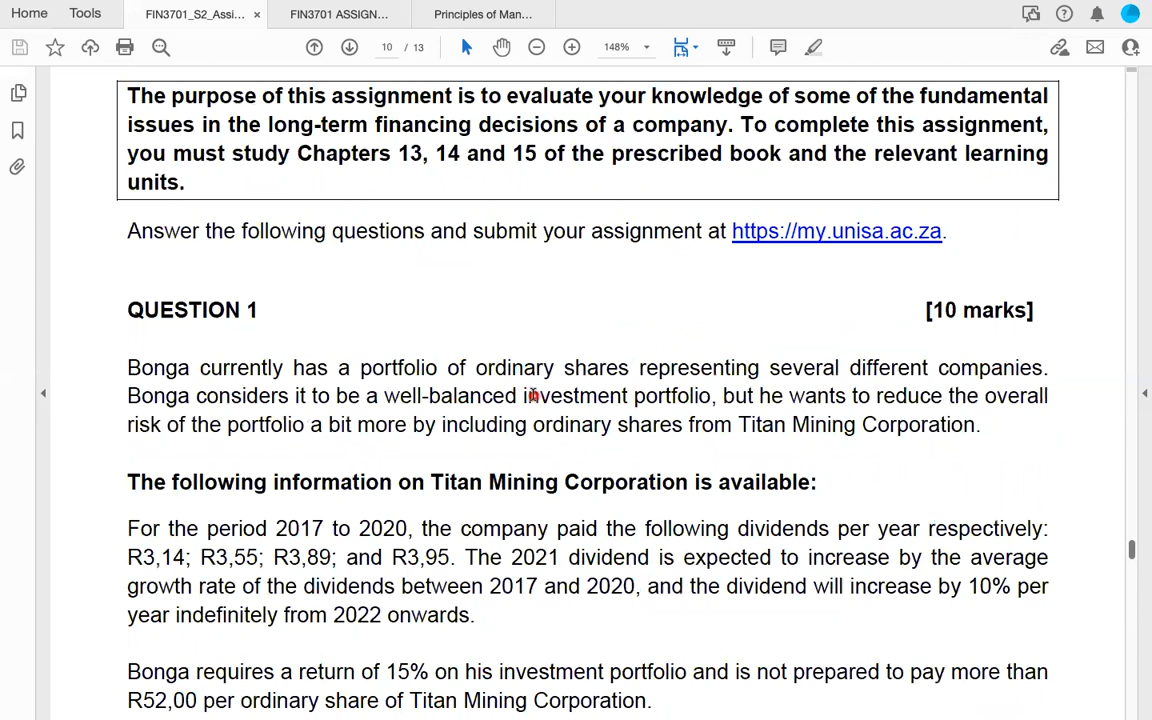 Home Tools FIN3701_S2_Assi... × FIN3701 ASSIGN... Principles of Man...
10 / 13 148%
The purpose of this assignment is to evaluate your knowledge of some of the fundamental
issues in the long-term financing decisions of a company. To complete this assignment,
you must study Chapters 13, 14 and 15 of the prescribed book and the relevant learning
units.
Answer the following questions and submit your assignment at https://my.unisa.ac.za.
QUESTION 1 [10 marks]
Bonga currently has a portfolio of ordinary shares representing several different companies.
Bonga considers it to be a well-balanced investment portfolio, but he wants to reduce the overall
risk of the portfolio a bit more by including ordinary shares from Titan Mining Corporation.
The following information on Titan Mining Corporation is available:
For the period 2017 to 2020, the company paid the following dividends per year respectively:
R3,14; R3,55; R3,89; and R3,95. The 2021 dividend is expected to increase by the average
growth rate of the dividends between 2017 and 2020, and the dividend will increase by 10% per
year indefinitely from 2022 onwards.
Bonga requires a return of 15% on his investment portfolio and is not prepared to pay more than
R52,00 per ordinary share of Titan Mining Corporation.